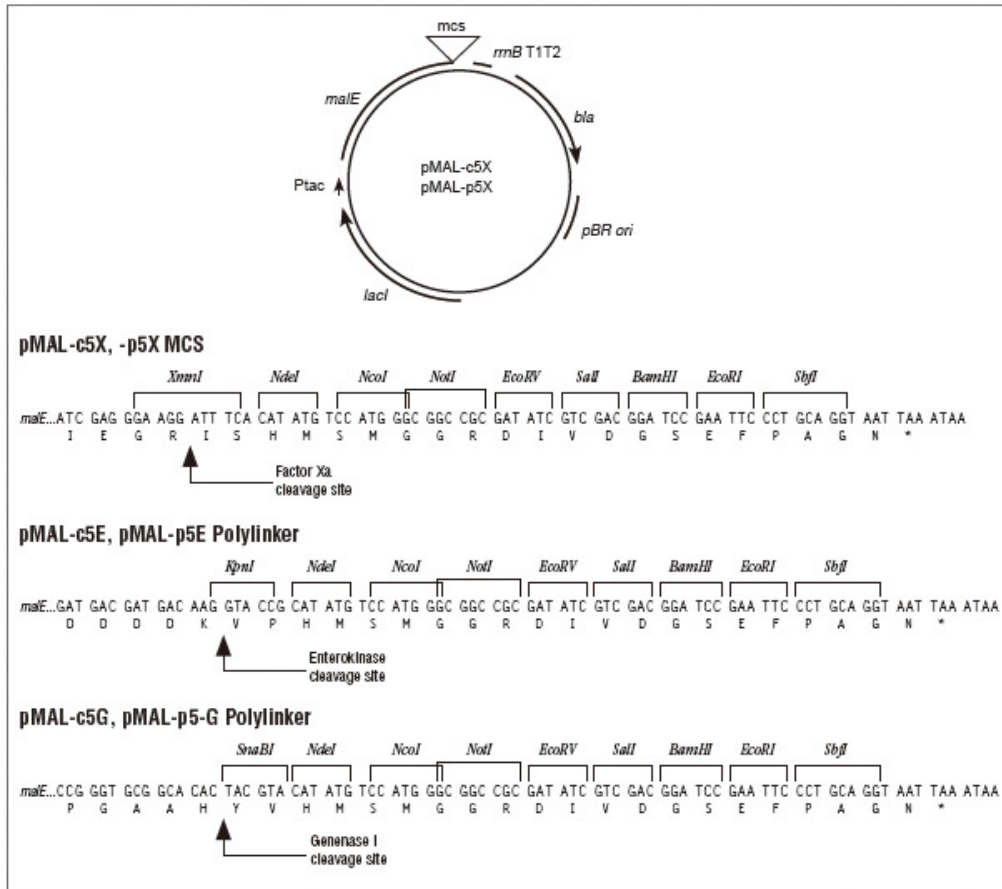 mcs
rrnB T1T2
malE
bla
pMAL-c5X
pMAL-p5X
Ptac
pBR ori
lacI
pMAL-c5X, -p5X MCS
XmnI NdeI NcoI NotI EcoRV SalI BamHI EcoRI SbfI
malE...ATC GAG GGA AGG ATT TCA CAT ATG TCC ATG GGC GGC CGC GAT ATC GTC GAC GGA TCC GAA TTC CCT GCA GGT AAT TAA ATAA
I E G R I S H M S M G G R D I V D G S E F P A G N *
Factor Xa
cleavage site
pMAL-c5E, pMAL-p5E Polylinker
KpnI NdeI NcoI NotI EcoRV SalI BamHI EcoRI SbfI
malE...GAT GAC GAT GAC AAG GTA CCG CAT ATG TCC ATG GGC GGC CGC GAT ATC GTC GAC GGA TCC GAA TTC CCT GCA GGT AAT TAA ATAA
D D D D K V P H M S M G G R D I V D G S E F P A G N *
Enterokinase
cleavage site
pMAL-c5G, pMAL-p5-G Polylinker
SnaBI NdeI NcoI NotI EcoRV SalI BamHI EcoRI SbfI
malE...CCG GGT GCG GCA CAC TAC GTA CAT ATG TCC ATG GGC GGC CGC GAT ATC GTC GAC GGA TCC GAA TTC CCT GCA GGT AAT TAA ATAA
P G A A H Y V H M S M G G R D I V D G S E F P A G N *
Genenase I
cleavage site